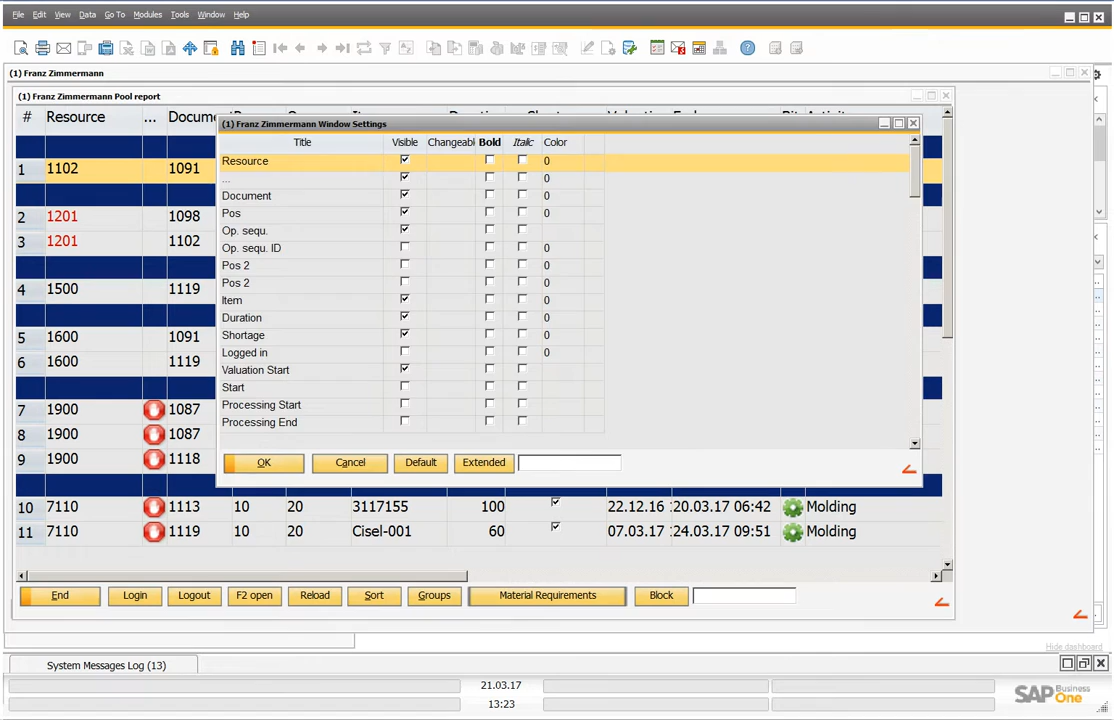 File Edit View Data Go To Modules Tools Window Help
(1) Franz Zimmermann
(1) Franz Zimmermann Pool report
# Resource ... Docum
(1) Franz Zimmermann Window Settings
Title Visible Changeabl Bold Italic Color
Resource 0
... 0
Document 0
Pos 0
Op. sequ.
Op. sequ. ID 0
Pos 2 0
Pos 2 0
Item 0
Duration 0
Shortage 0
Logged in 0
Valuation Start
Start
Processing Start
Processing End
OK Cancel Default Extended
1 1102 1091
2 1201 1098
3 1201 1102
4 1500 1119
5 1600 1091
6 1600 1119
7 1900 1087
8 1900 1087
9 1900 1118
10 7110 1113 10 20 3117155 100 22.12.16 20.03.17 06:42 Molding
11 7110 1119 10 20 Cisel-001 60 07.03.17 24.03.17 09:51 Molding
End Login Logout F2 open Reload Sort Groups Material Requirements Block
Hide dashboard
System Messages Log (13)
21.03.17
13:23
SAP Business One